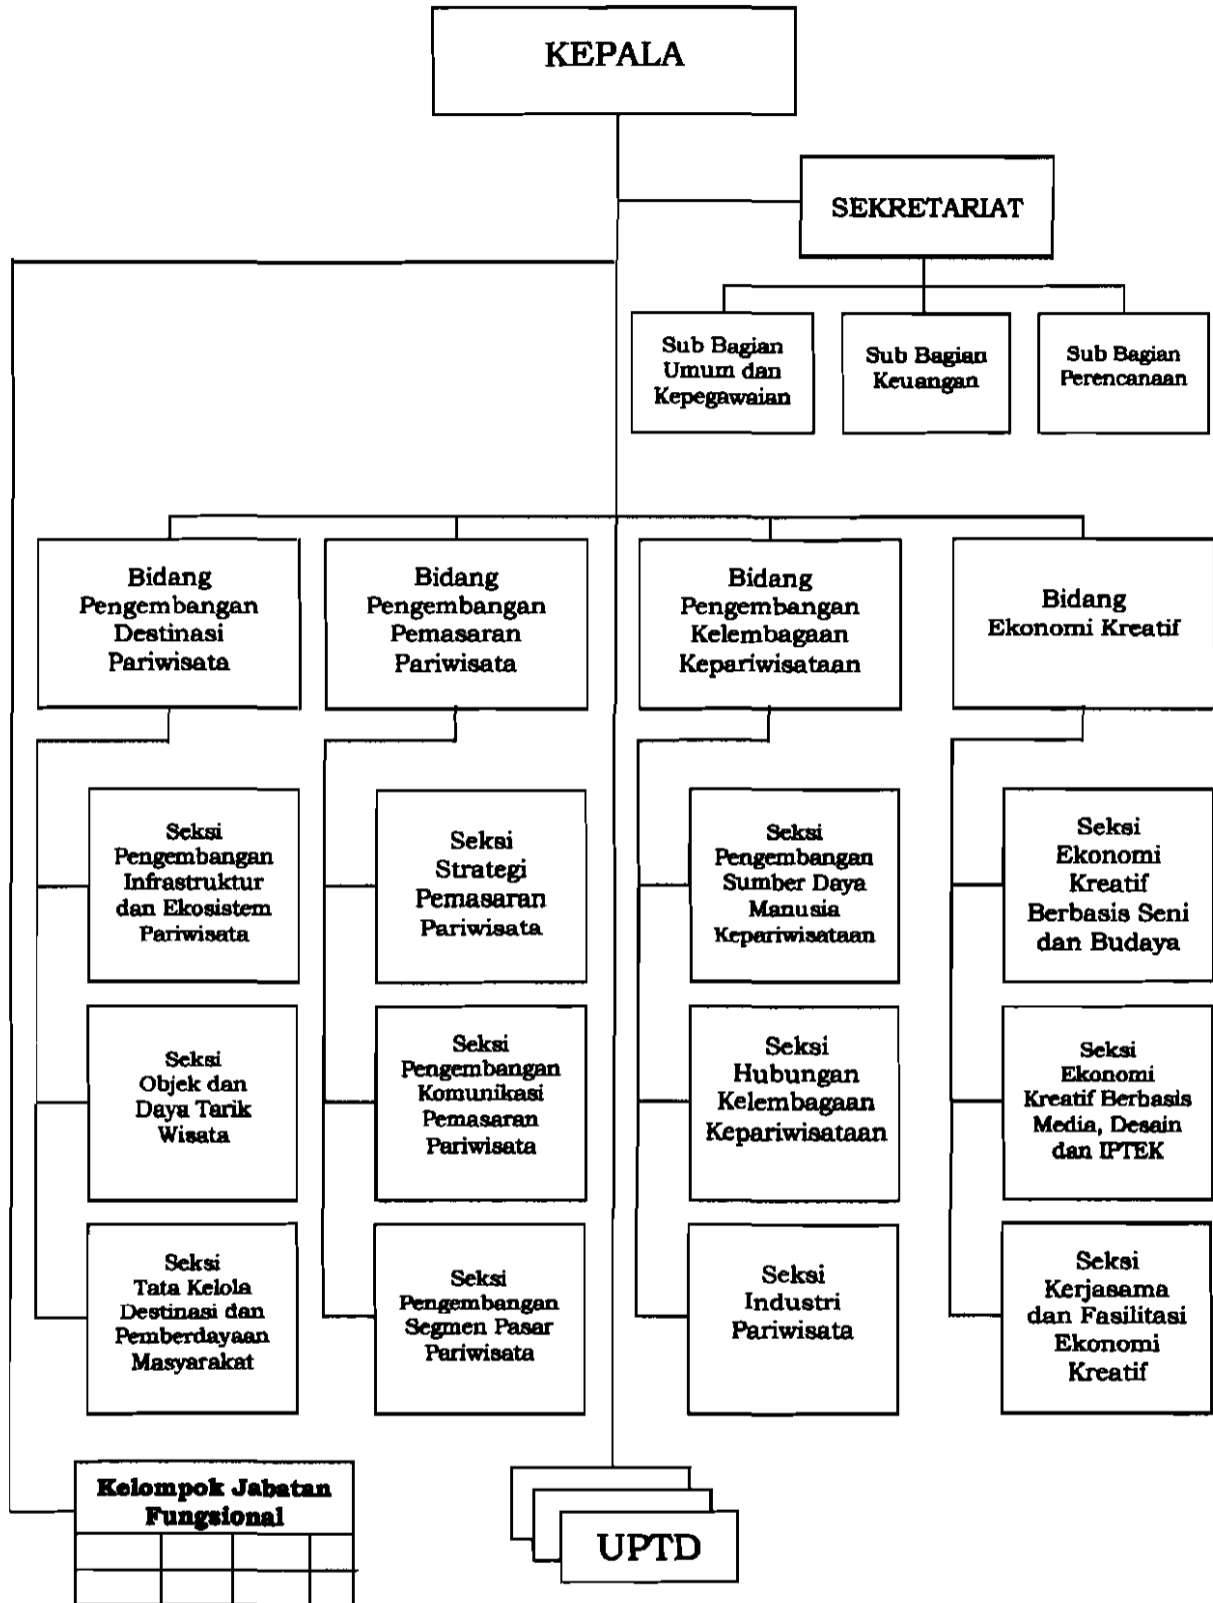 KEPALA
SEKRETARIAT
Sub Bagian
Umum dan
Kepegawaian
Sub Bagian
Keuangan
Sub Bagian
Perencanaan
Bidang
Pengembangan
Destinasi
Pariwisata
Bidang
Pengembangan
Pemasaran
Pariwisata
Bidang
Pengembangan
Kelembagaan
Kepariwisataan
Bidang
Ekonomi Kreatif
Seksi
Pengembangan
Infrastruktur
dan Ekosistem
Pariwisata
Seksi
Strategi
Pemasaran
Pariwisata
Seksi
Pengembangan
Sumber Daya
Manusia
Kepariwisataan
Seksi
Ekonomi
Kreatif
Berbasis Seni
dan Budaya
Seksi
Objek dan
Daya Tarik
Wisata
Seksi
Pengembangan
Komunikasi
Pemasaran
Pariwisata
Seksi
Hubungan
Kelembagaan
Kepariwisataan
Seksi
Ekonomi
Kreatif Berbasis
Media, Desain
dan IPTEK
Seksi
Tata Kelola
Destinasi dan
Pemberdayaan
Masyarakat
Seksi
Pengembangan
Segmen Pasar
Pariwisata
Seksi
Industri
Pariwisata
Seksi
Kerjasama
dan Fasilitasi
Ekonomi
Kreatif
Kelompok Jabatan
Fungsional
UPTD